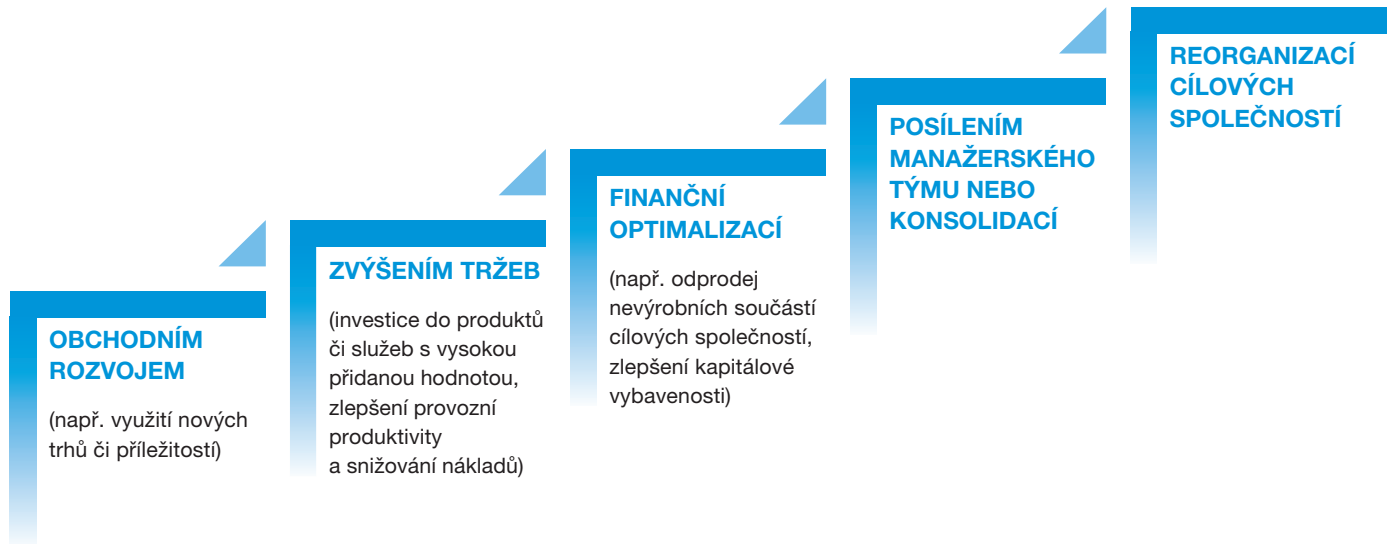 OBCHODNÍM
ROZVOJEM
(např. využití nových
trhů či příležitostí)
ZVÝŠENÍM TRŽEB
(investice do produktů
či služeb s vysokou
přidanou hodnotou,
zlepšení provozní
produktivity
a snižování nákladů)
FINANČNÍ
OPTIMALIZACÍ
(např. odprodej
nevýrobních součástí
cílových společností,
zlepšení kapitálové
vybavenosti)
POSÍLENÍM
MANAŽERSKÉHO
TÝMU NEBO
KONSOLIDACÍ
REORGANIZACÍ
CÍLOVÝCH
SPOLEČNOSTÍ